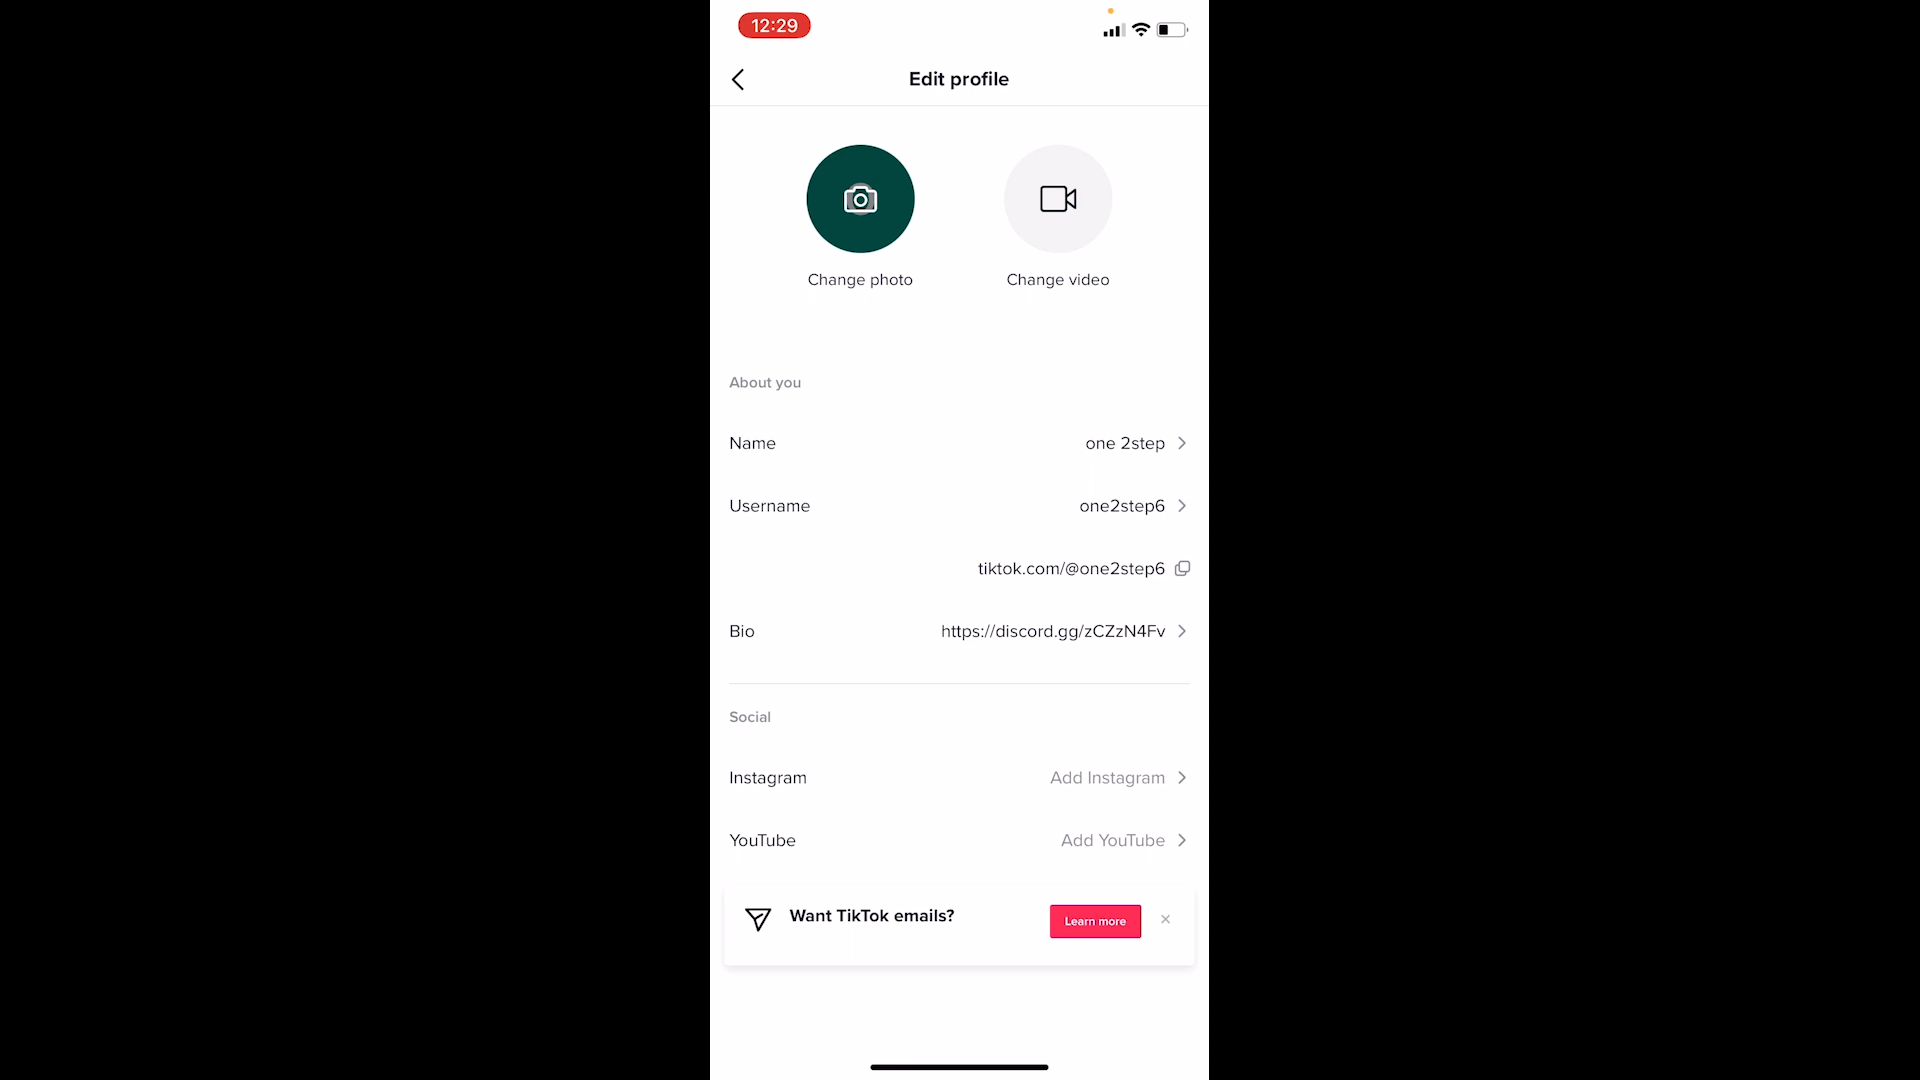 12:29
Edit profile
Change photo
Change video
About you
Name
one 2step
Username
one2step6
tiktok.com/@one2step6
Bio
https://discord.gg/zCZzN4Fv
Social
Instagram
Add Instagram
YouTube
Add YouTube
Want TikTok emails?
Learn more